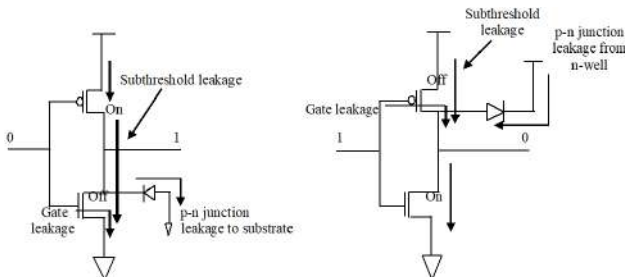 Subthreshold leakage
On
0
1
Off
Gate leakage
p-n junction
leakage to substrate
Subthreshold
leakage
p-n junction
leakage from
n-well
Off
Gate leakage
1
0
On